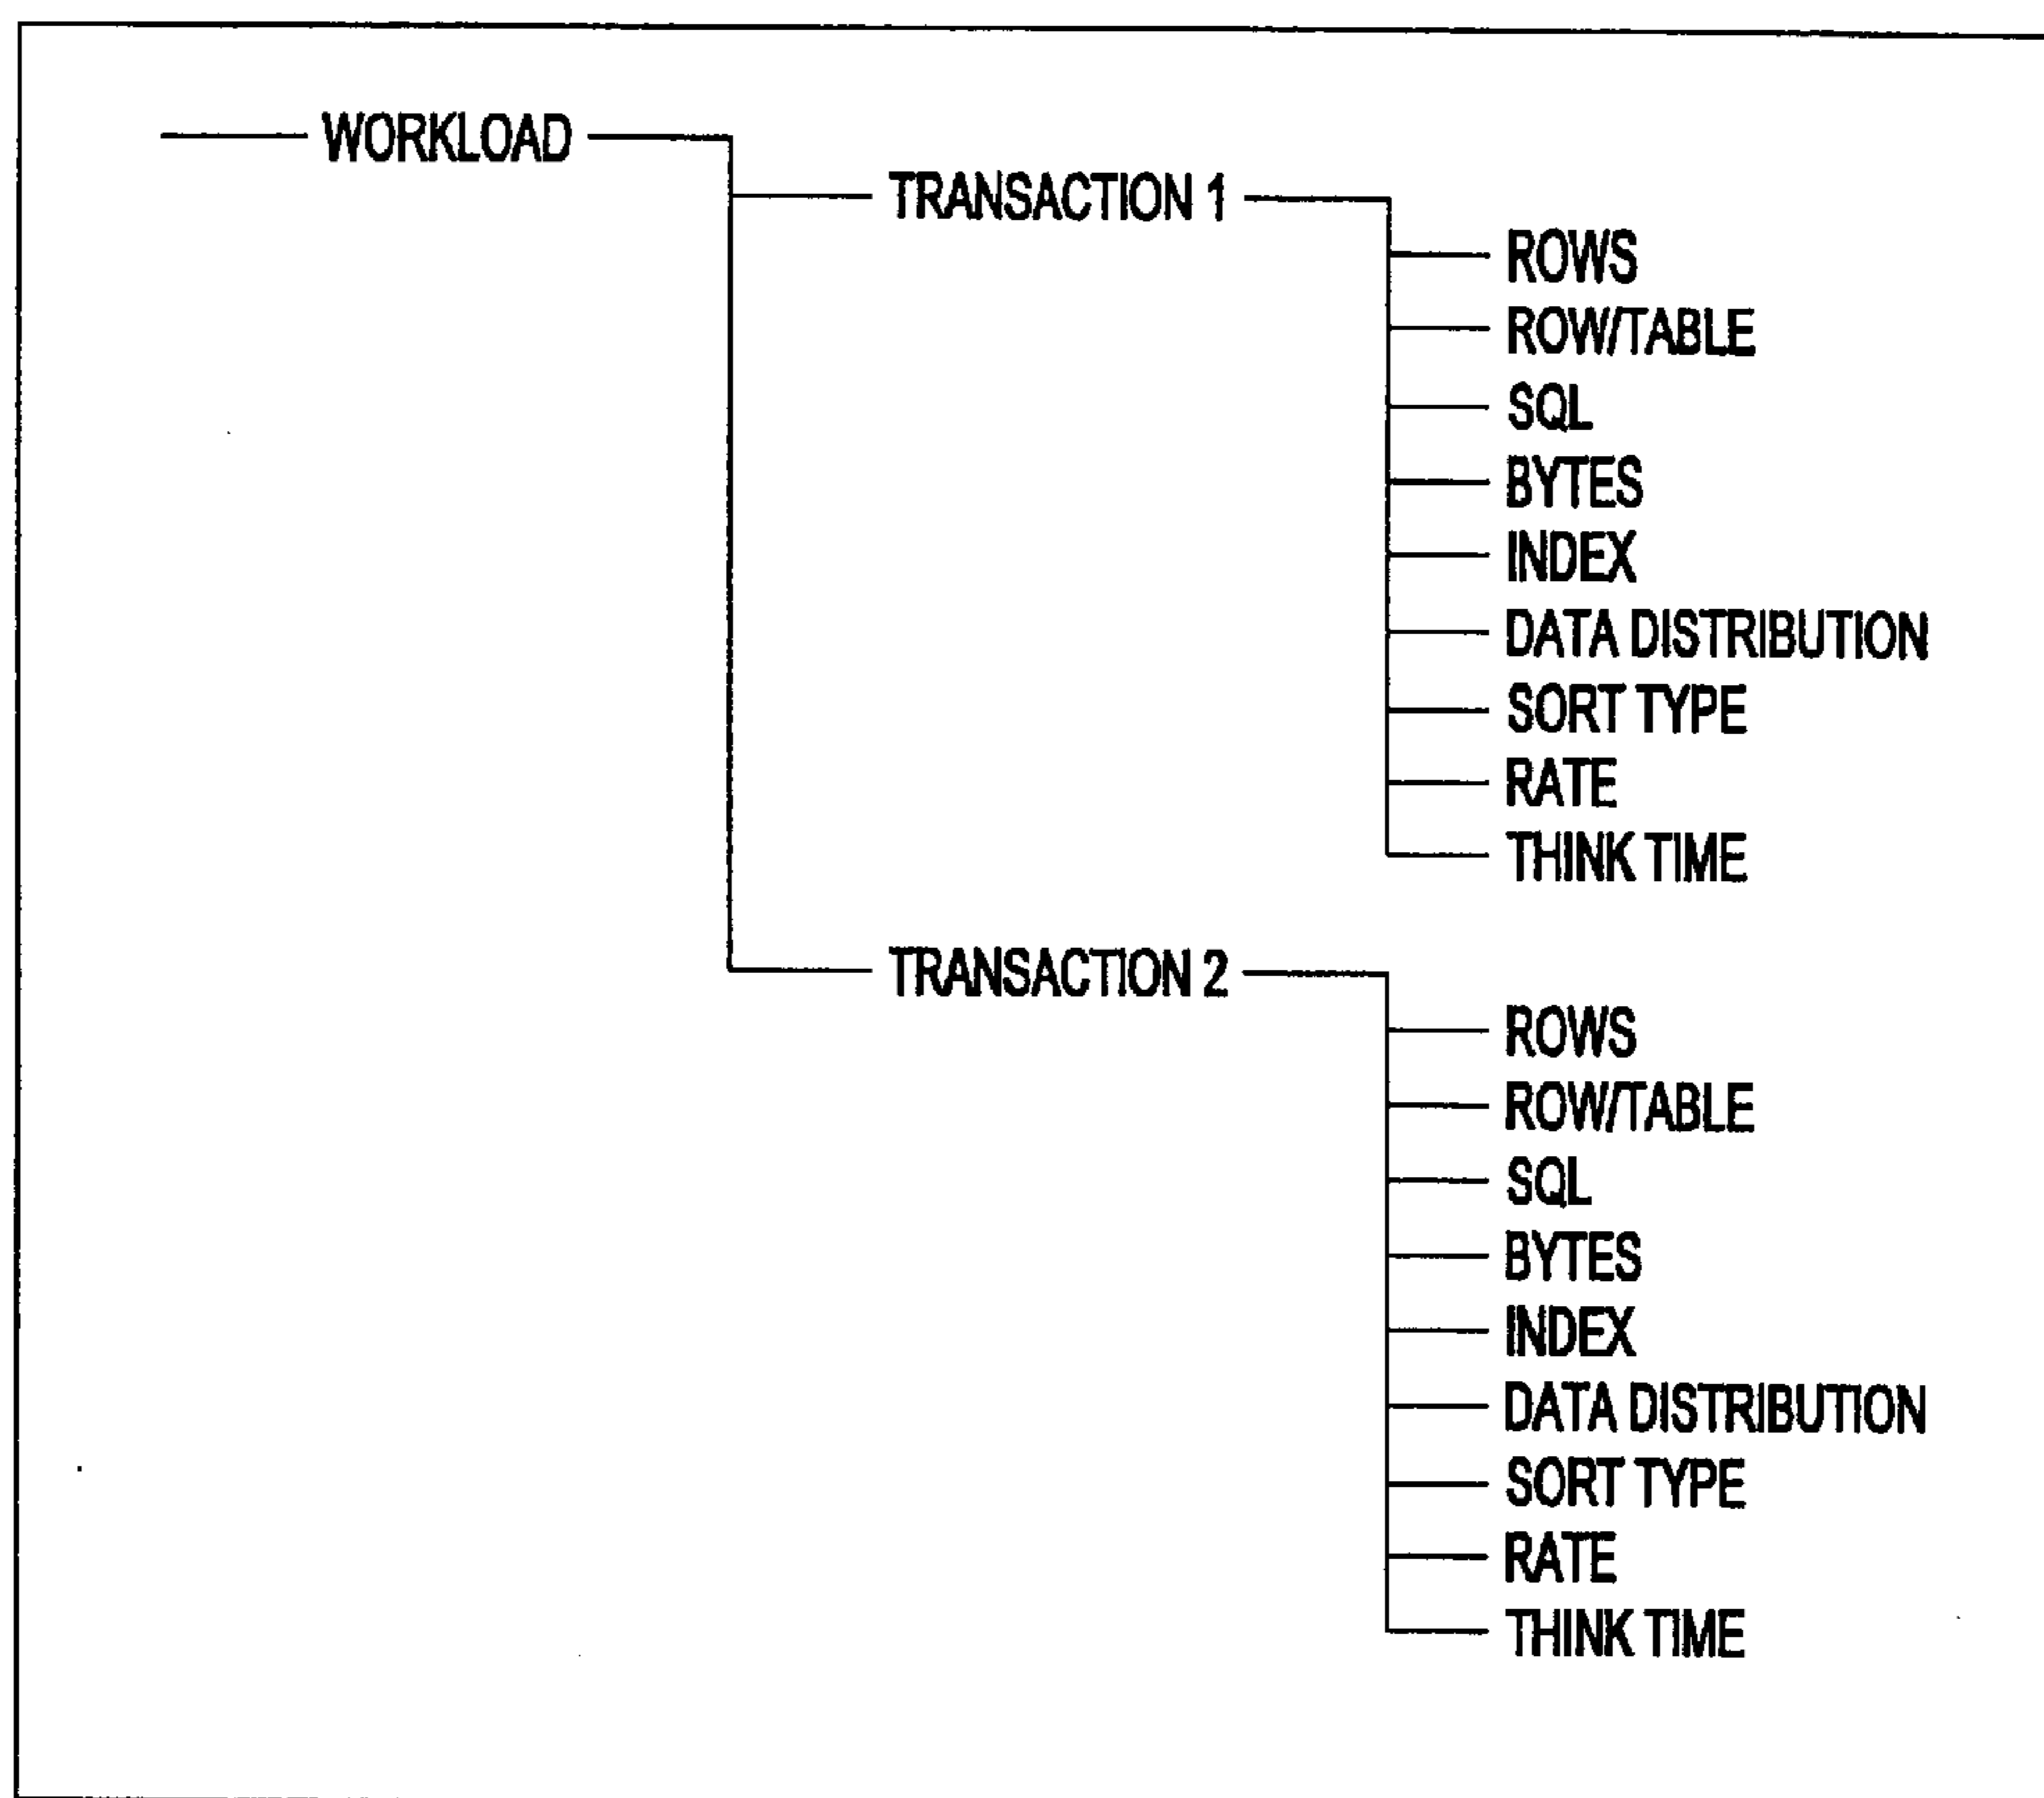 WORKLOAD
TRANSACTION 1
ROWS
ROW/TABLE
SQL
BYTES
INDEX
DATA DISTRIBUTION
SORT TYPE
RATE
THINK TIME
TRANSACTION 2
ROWS
ROW/TABLE
SQL
BYTES
INDEX
DATA DISTRIBUTION
SORT TYPE
RATE
THINK TIME